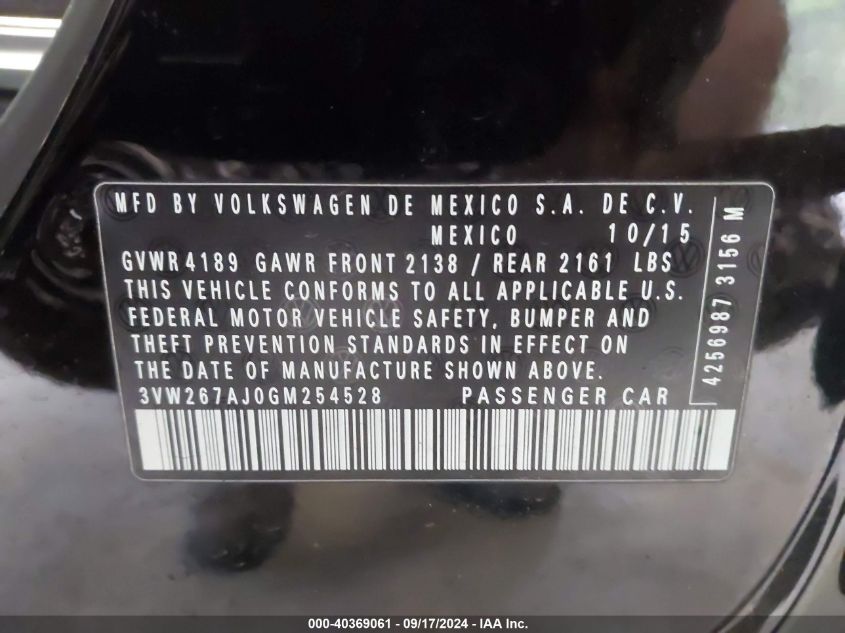 MFD BY VOLKSWAGEN DE MEXICO S.A. DE C.V.
MEXICO 10/15
GVWR 4189 GAWR FRONT 2138 / REAR 2161 LBS
THIS VEHICLE CONFORMS TO ALL APPLICABLE U.S.
FEDERAL MOTOR VEHICLE SAFETY, BUMPER AND
THEFT PREVENTION STANDARDS IN EFFECT ON
THE DATE OF MANUFACTURE SHOWN ABOVE.
3VW267AJ0GM254528 PASSENGER CAR
4256987 3156 M
000-40369061 - 09/17/2024 - IAA Inc.